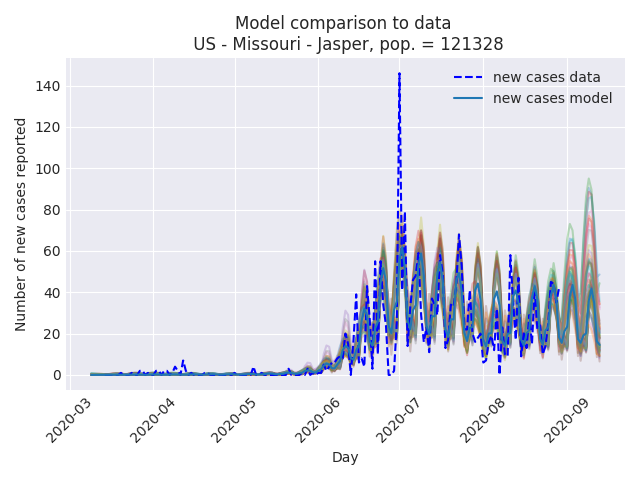 Model comparison to data
US - Missouri - Jasper, pop. = 121328
new cases data
new cases model
Number of new cases reported
140
120
100
80
60
40
20
0
2020-03
2020-04
2020-05
2020-06
2020-07
2020-08
2020-09
Day